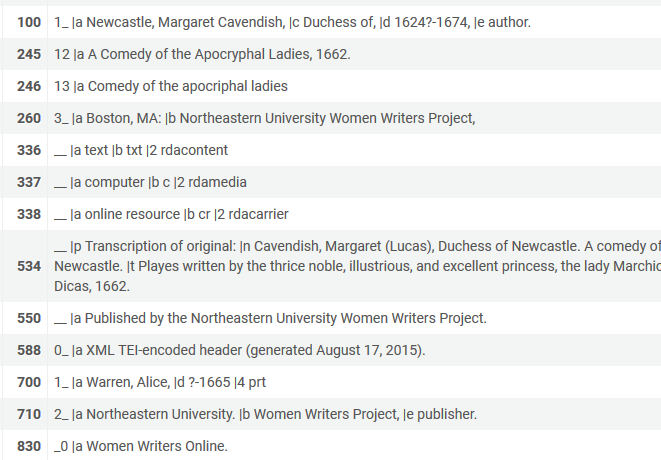 100 1_ |a Newcastle, Margaret Cavendish, |c Duchess of, |d 1624?-1674, |e author.
245 12 |a A Comedy of the Apocryphal Ladies, 1662.
246 13 |a Comedy of the apocriphal ladies
260 3_ |a Boston, MA: |b Northeastern University Women Writers Project,
336 __ |a text |b txt |2 rdacontent
337 __ |a computer |b c |2 rdamedia
338 __ |a online resource |b cr |2 rdacarrier
__ |p Transcription of original: |n Cavendish, Margaret (Lucas), Duchess of Newcastle. A comedy of
534 Newcastle. |t Playes written by the thrice noble, illustrious, and excellent princess, the lady
Dicas, 1662.
550 __ |a Published by the Northeastern University Women Writers Project.
588 0_ |a XML TEI-encoded header (generated August 17, 2015).
700 1_ |a Warren, Alice, |d ?-1665 |4 prt
710 2_ |a Northeastern University. |b Women Writers Project, |e publisher.
830 _0 |a Women Writers Online.